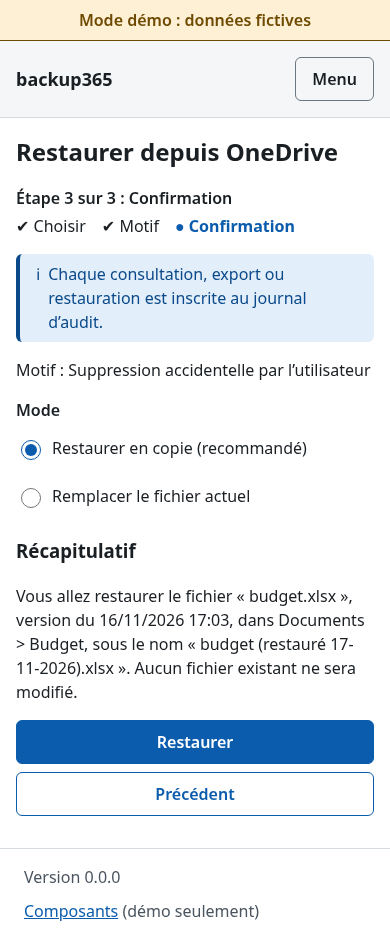 Mode démo : données fictives
backup365
Menu
Restaurer depuis OneDrive
Étape 3 sur 3 : Confirmation
✔ Choisir ✔ Motif ● Confirmation
i Chaque consultation, export ou
restauration est inscrite au journal
d’audit.
Motif : Suppression accidentelle par l’utilisateur
Mode
Restaurer en copie (recommandé)
Remplacer le fichier actuel
Récapitulatif
Vous allez restaurer le fichier « budget.xlsx »,
version du 16/11/2026 17:03, dans Documents
> Budget, sous le nom « budget (restauré 17-
11-2026).xlsx ». Aucun fichier existant ne sera
modifié.
Restaurer
Précédent
Version 0.0.0
Composants (démo seulement)